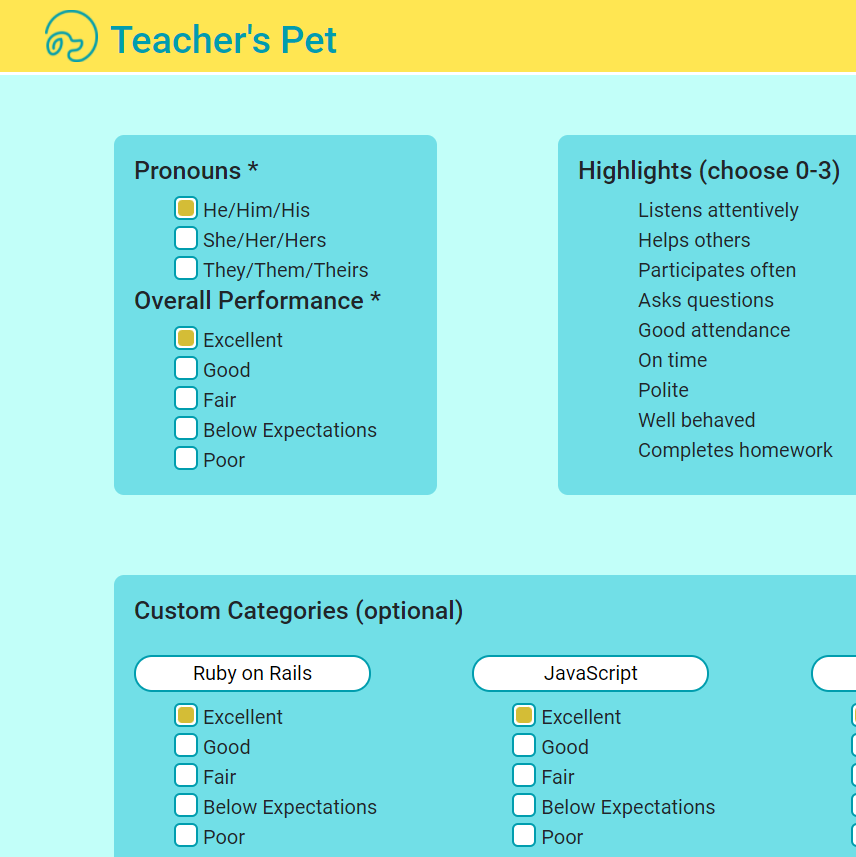 Teacher's Pet
Pronouns *
He/Him/His
She/Her/Hers
They/Them/Theirs
Overall Performance *
Excellent
Good
Fair
Below Expectations
Poor
Highlights (choose 0-3)
Listens attentively
Helps others
Participates often
Asks questions
Good attendance
On time
Polite
Well behaved
Completes homework
Custom Categories (optional)
Ruby on Rails
Excellent
Good
Fair
Below Expectations
Poor
JavaScript
Excellent
Good
Fair
Below Expectations
Poor